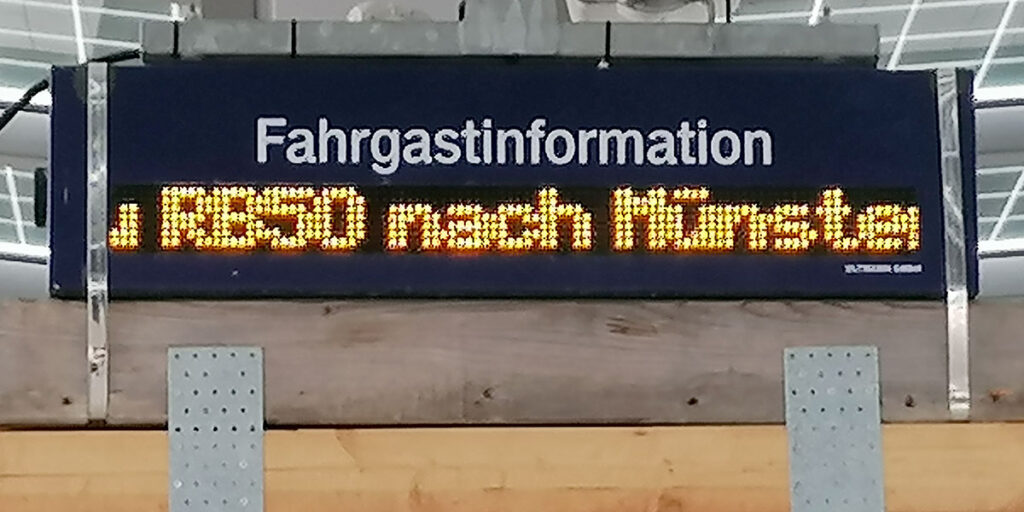 Fahrgastinformation
RB50 nach Münster